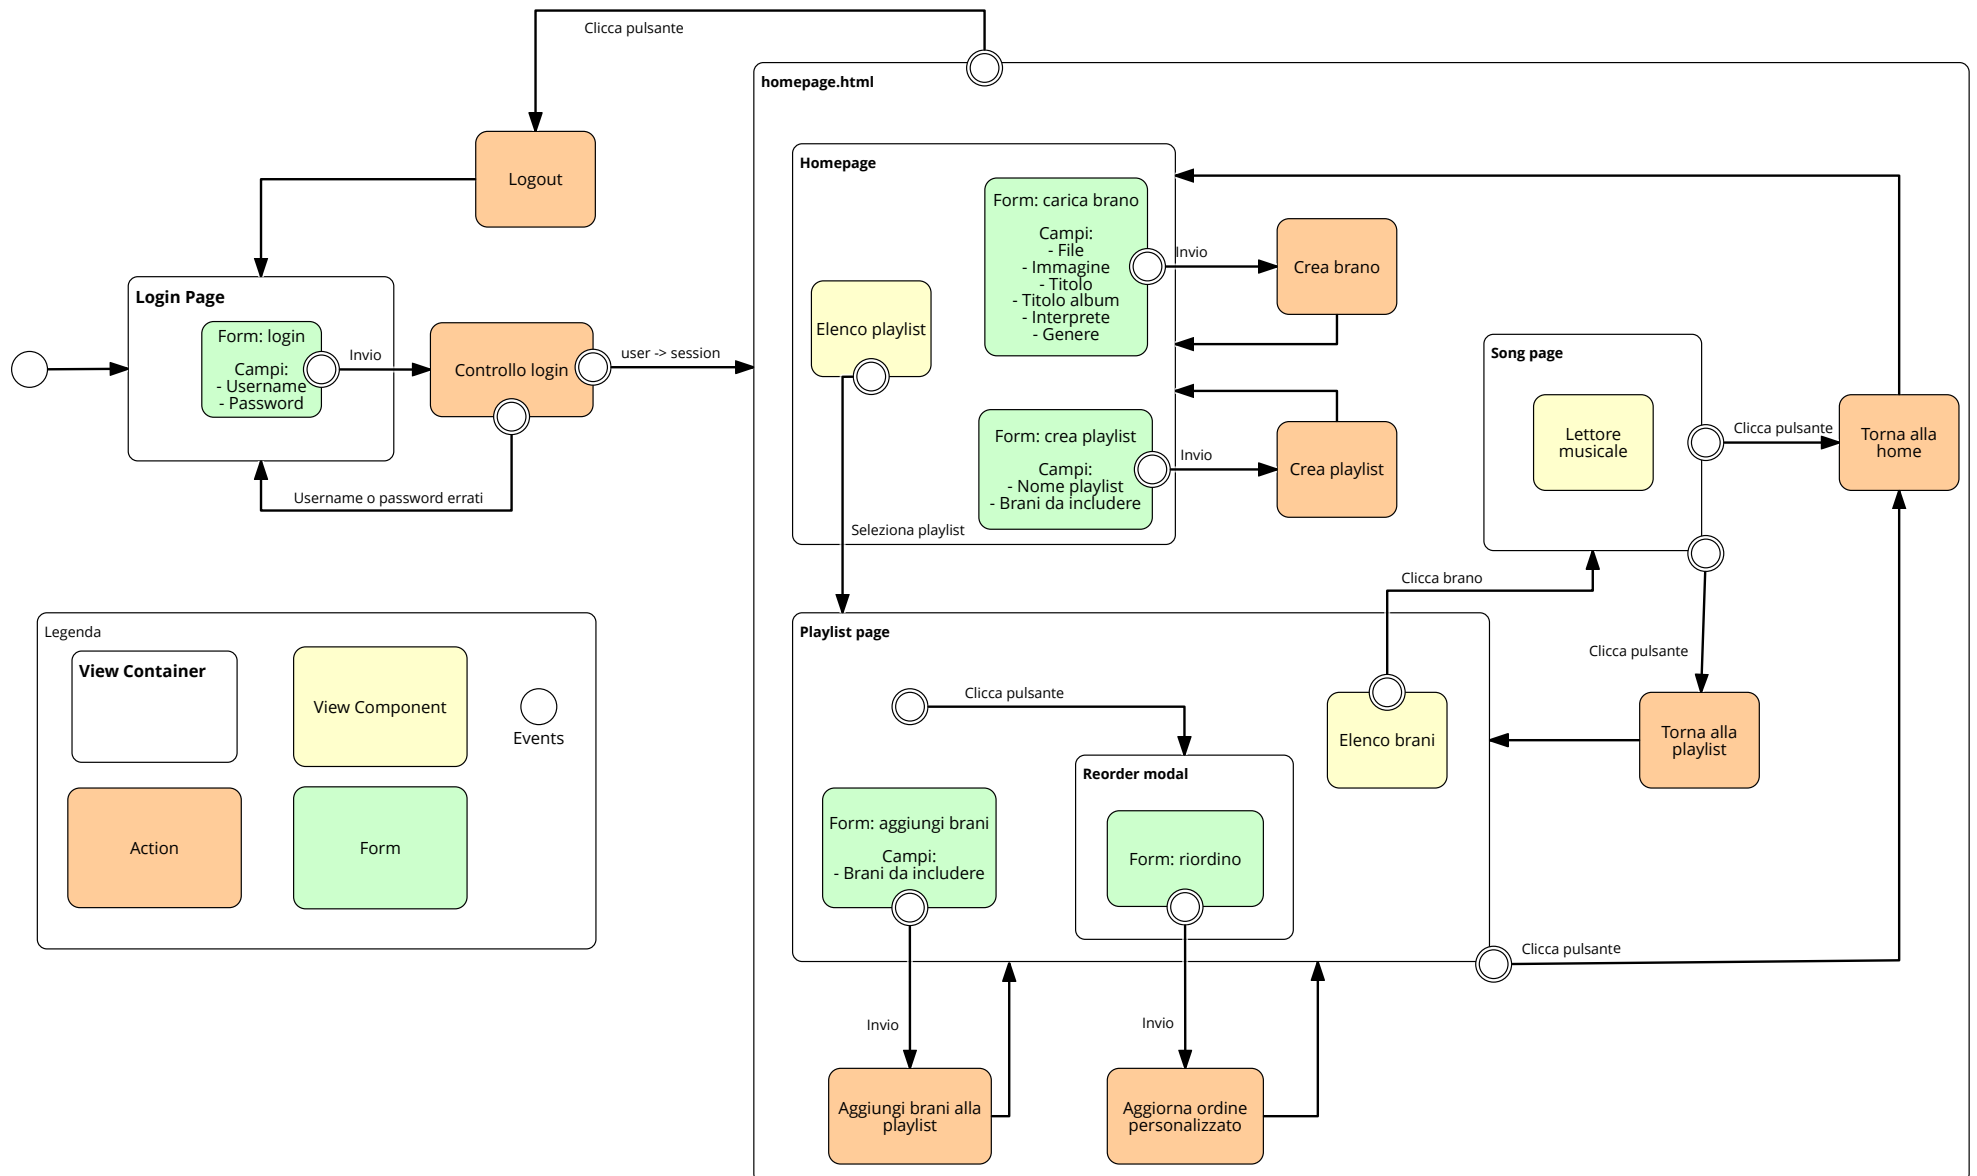 Clicca pulsante
homepage.html
Logout
Homepage
Form: carica brano
Campi:
- File
- Immagine
- Titolo
- Titolo album
- Interprete
- Genere
Invio
Crea brano
Login Page
Form: login
Campi:
- Username
- Password
Invio
Controllo login
user -> session
Username o password errati
Elenco playlist
Form: crea playlist
Campi:
- Nome playlist
- Brani da includere
Invio
Crea playlist
Seleziona playlist
Song page
Lettore
musicale
Clicca pulsante
Torna alla
home
Clicca brano
Clicca pulsante
Legenda
View Container
View Component
Events
Action
Form
Playlist page
Clicca pulsante
Elenco brani
Torna alla
playlist
Reorder modal
Form: aggiungi brani
Campi:
- Brani da includere
Form: riordino
Clicca pulsante
Invio
Invio
Aggiungi brani alla
playlist
Aggiorna ordine
personalizzato